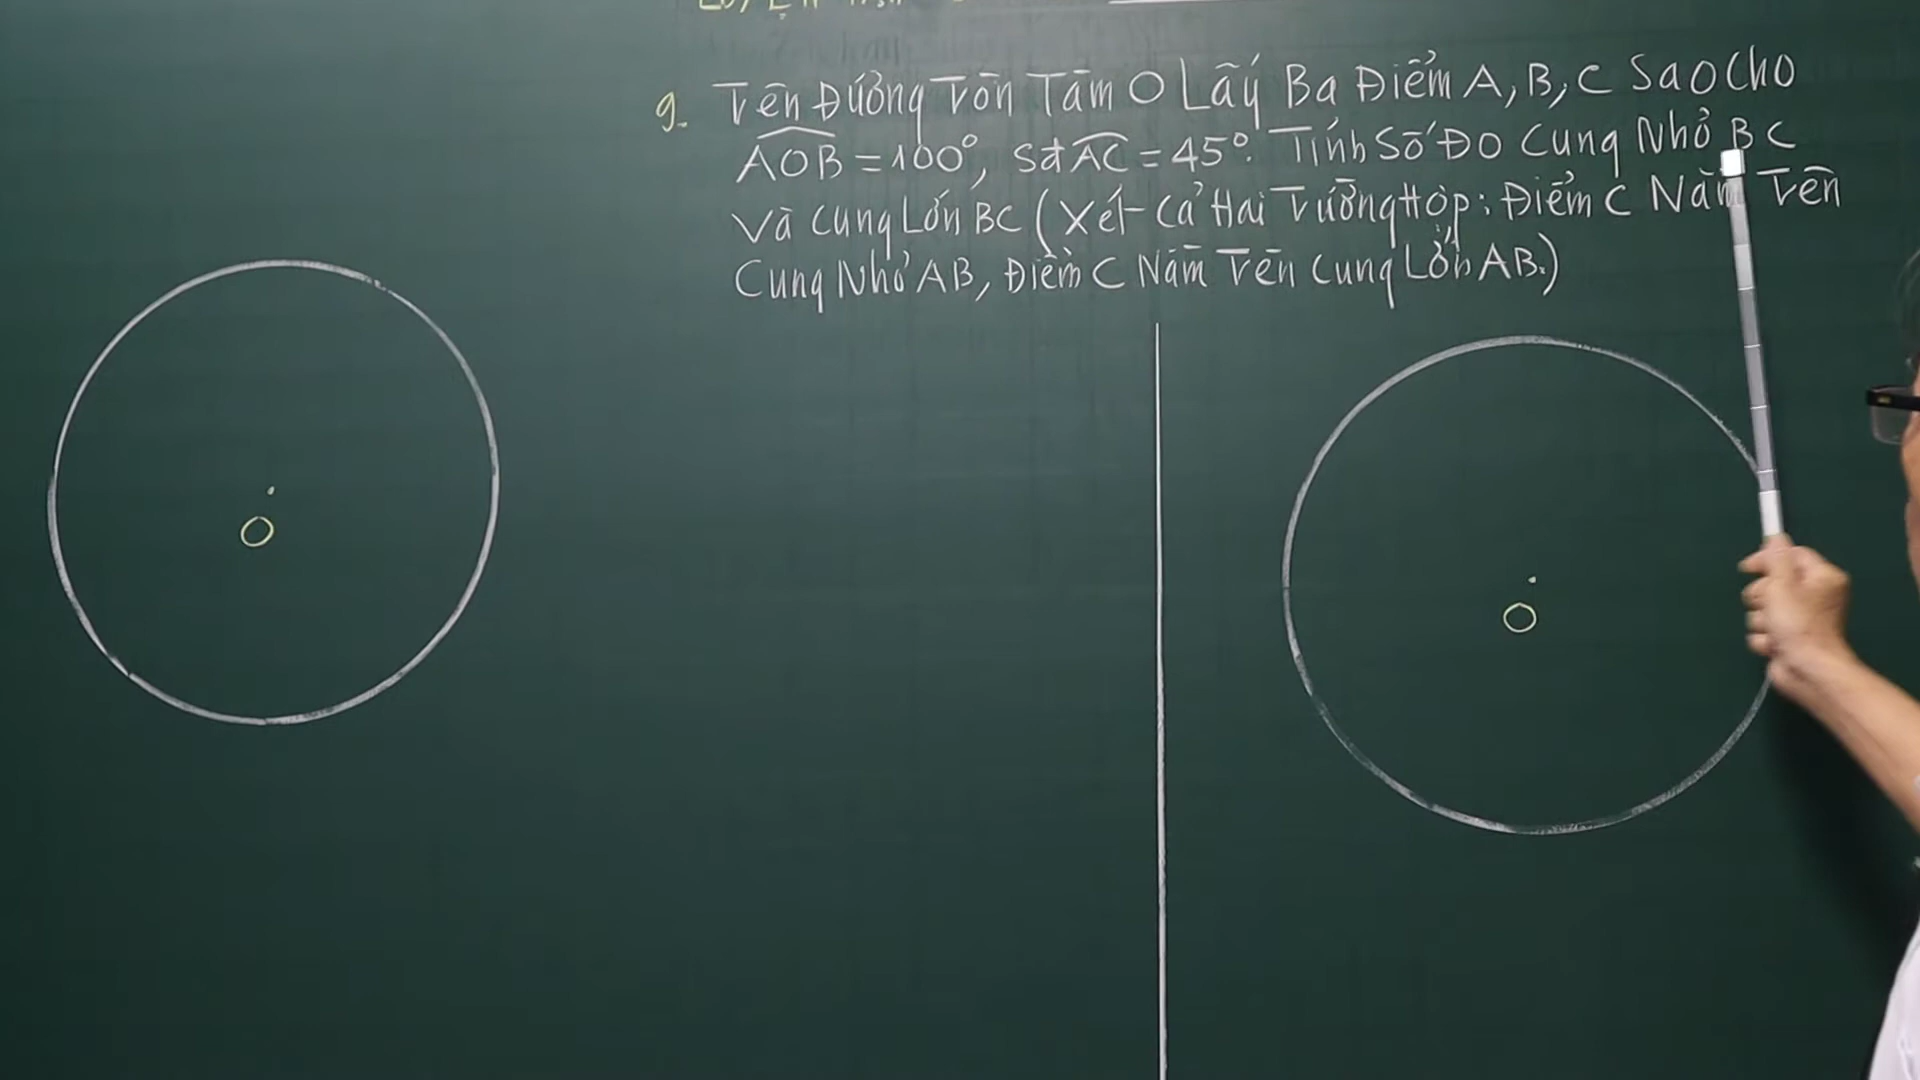 9. Trên Đường Tròn Tâm O Lấy Ba Điểm A, B, C Sao Cho
AOB = 100°, Sđ AC = 45°. Tính Số Đo Cung Nhỏ BC
Và Cung Lớn BC (Xét Cả Hai Trường Hợp: Điểm C Nằm Trên
Cung Nhỏ AB, Điểm C Nằm Trên Cung Lớn AB.)
O
O